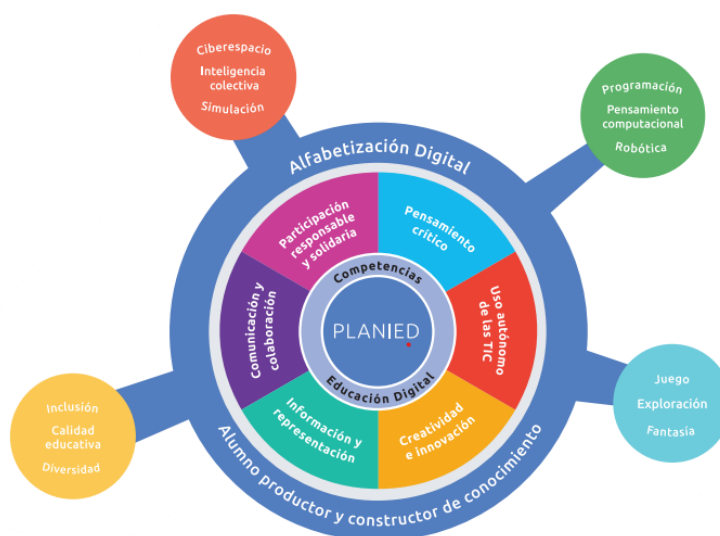 Ciberespacio
Inteligencia
colectiva
Simulación
Programación
Pensamiento
computacional
Robótica
Alfabetización Digital
Participación
responsable
y solidaria
Pensamiento
crítico
Comunicación y
colaboración
Competencias
PLANIED
Educación Digital
Uso autónomo
de las TIC
Información y
representación
Creatividad
e innovación
Inclusión
Calidad
educativa
Diversidad
Juego
Exploración
Fantasía
Alumno productor y constructor de conocimiento